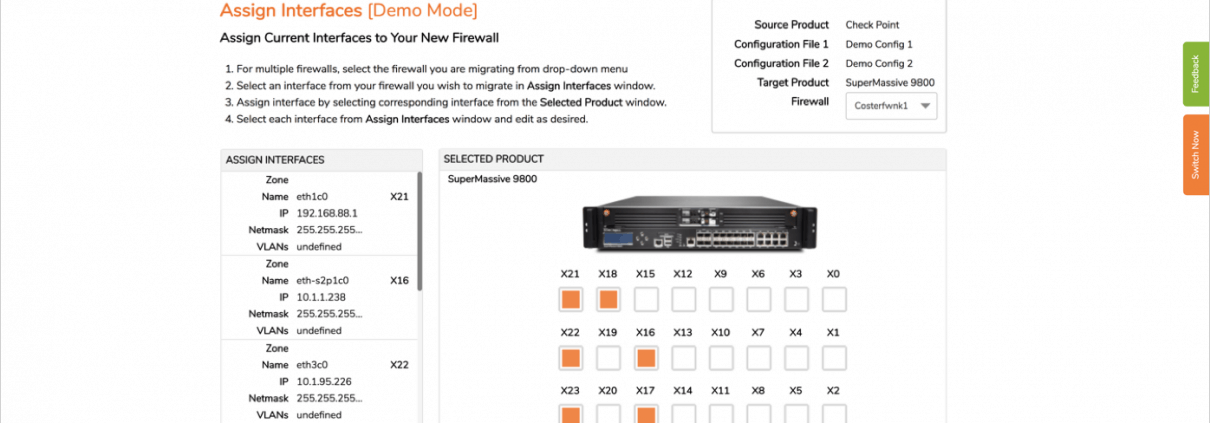 Assign Interfaces [Demo Mode]
Assign Current Interfaces to Your New Firewall
1. For multiple firewalls, select the firewall you are migrating from drop-down menu
2. Select an interface from your firewall you wish to migrate in Assign Interfaces window.
3. Assign interface by selecting corresponding interface from the Selected Product window.
4. Select each interface from Assign Interfaces window and edit as desired.
Source Product Check Point
Configuration File 1 Demo Config 1
Configuration File 2 Demo Config 2
Target Product SuperMassive 9800
Firewall Costerfwnk1
Feedback
Switch Now
ASSIGN INTERFACES
Zone
Name eth1c0 X21
IP 192.168.88.1
Netmask 255.255.255...
VLANs undefined
Zone
Name eth-s2p1c0 X16
IP 10.1.1.238
Netmask 255.255.255...
VLANs undefined
Zone
Name eth3c0 X22
IP 10.1.95.226
Netmask 255.255.255...
VLANs undefined
SELECTED PRODUCT
SuperMassive 9800
X21 X18 X15 X12 X9 X6 X3 X0
X22 X19 X16 X13 X10 X7 X4 X1
X23 X20 X17 X14 X11 X8 X5 X2